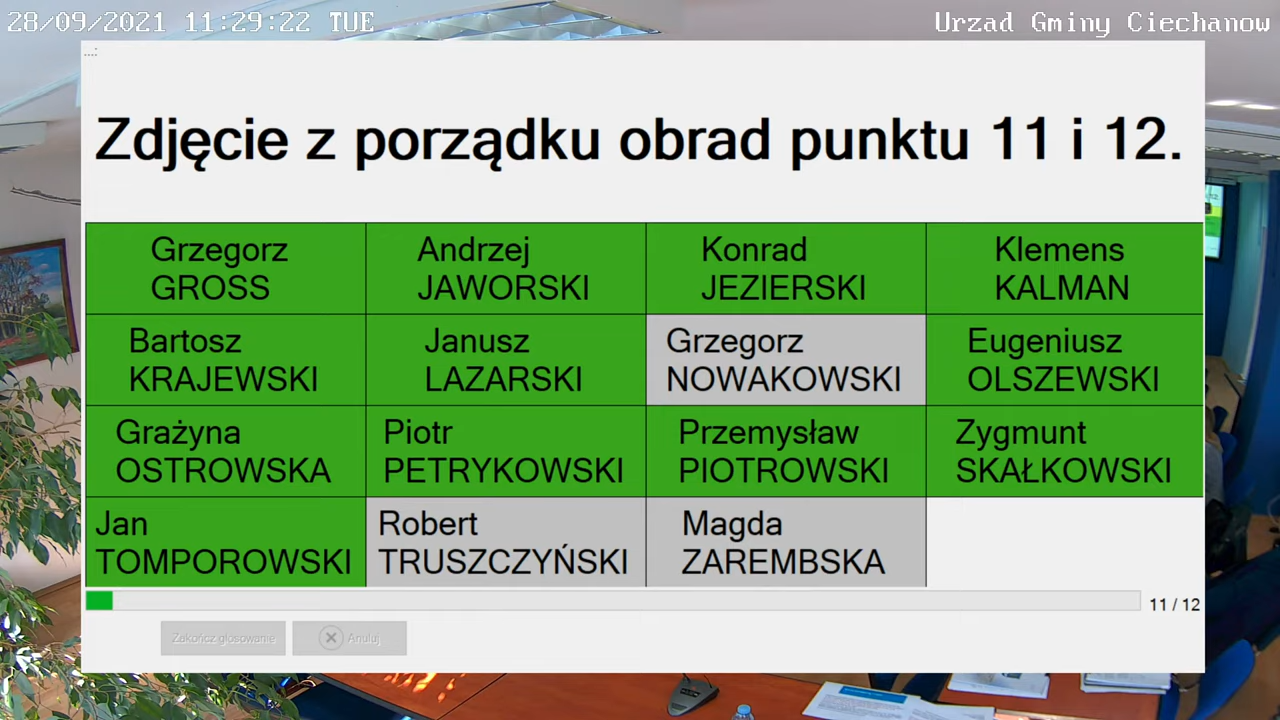 28/09/2021 11:29:22 TUE
Urzad Gminy Ciechanow
Zdjęcie z porządku obrad punktu 11 i 12.
Grzegorz
GROSS
Andrzej
JAWORSKI
Konrad
JEZIERSKI
Klemens
KALMAN
Bartosz
KRAJEWSKI
Janusz
LAZARSKI
Grzegorz
NOWAKOWSKI
Eugeniusz
OLSZEWSKI
Grażyna
OSTROWSKA
Piotr
PETRYKOWSKI
Przemysław
PIOTROWSKI
Zygmunt
SKAŁKOWSKI
Jan
TOMPOROWSKI
Robert
TRUSZCZYŃSKI
Magda
ZAREMBSKA
11 / 12
Zakończ głosowanie
Anuluj